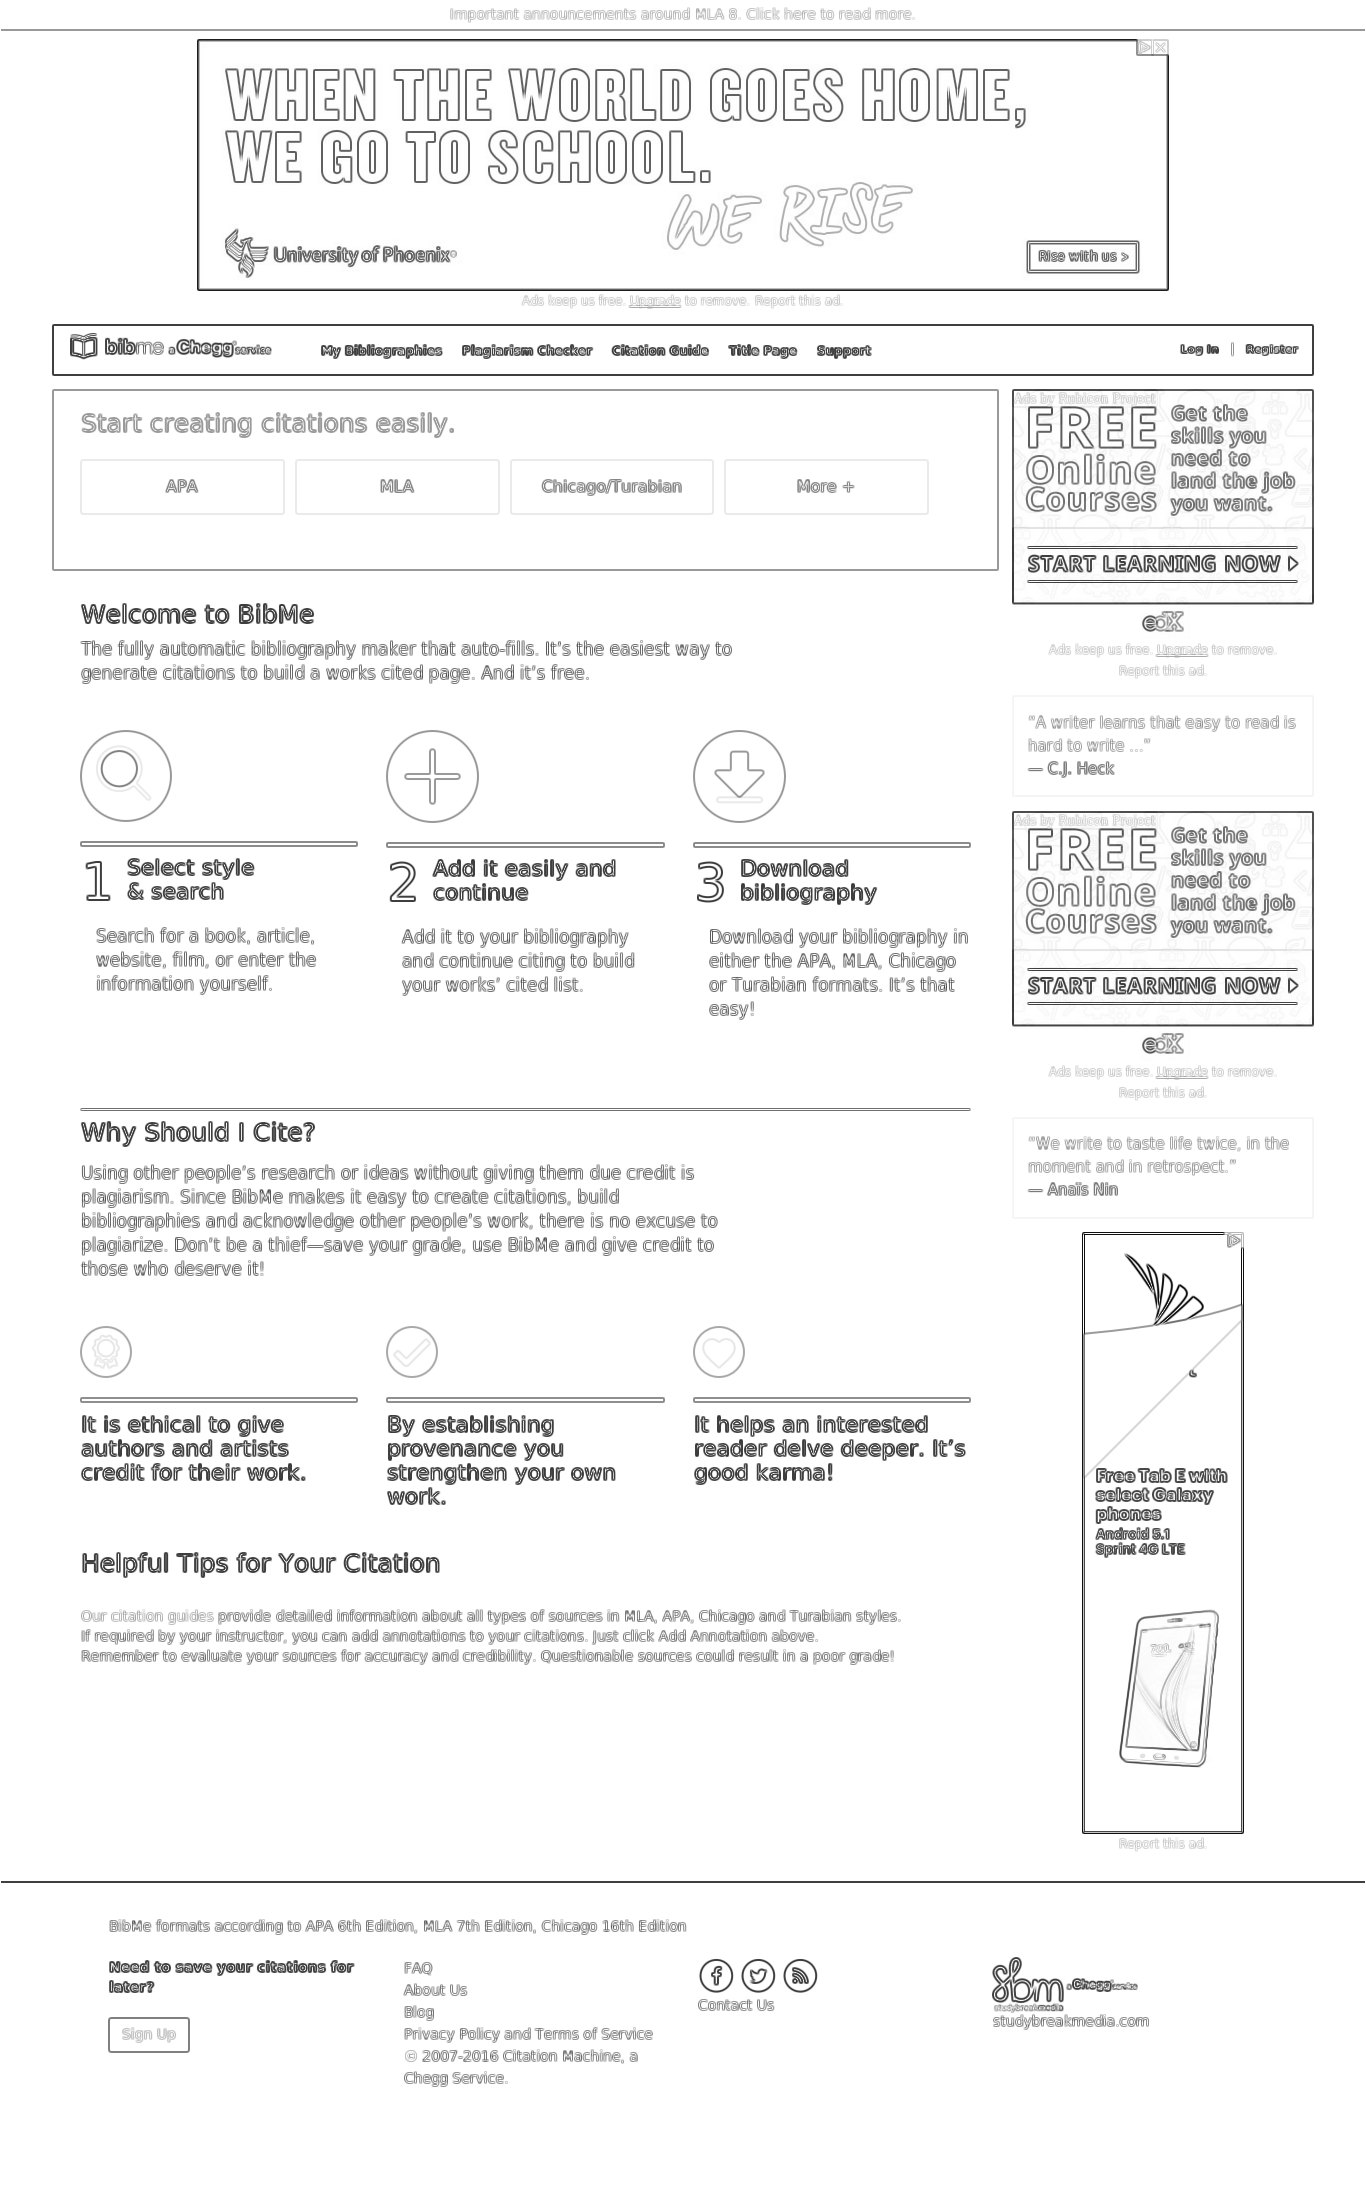 Important announcements around MLA 8. Click here to read more.
WHEN THE WORLD GOES HOME,
WE GO TO SCHOOL.
WE RISE
University of Phoenix®
Rise with us >
Ads keep us free. Upgrade to remove. Report this ad.
bibme a Chegg service
My Bibliographies Plagiarism Checker Citation Guide Title Page Support
Log In | Register
Start creating citations easily.
APA MLA Chicago/Turabian More +
Welcome to BibMe
The fully automatic bibliography maker that auto-fills. It's the easiest way to
generate citations to build a works cited page. And it's free.
1 Select style
& search
Search for a book, article,
website, film, or enter the
information yourself.
2 Add it easily and
continue
Add it to your bibliography
and continue citing to build
your works' cited list.
3 Download
bibliography
Download your bibliography in
either the APA, MLA, Chicago
or Turabian formats. It's that
easy!
Why Should I Cite?
Using other people's research or ideas without giving them due credit is
plagiarism. Since BibMe makes it easy to create citations, build
bibliographies and acknowledge other people's work, there is no excuse to
plagiarize. Don't be a thief—save your grade, use BibMe and give credit to
those who deserve it!
It is ethical to give
authors and artists
credit for their work.
By establishing
provenance you
strengthen your own
work.
It helps an interested
reader delve deeper. It's
good karma!
Helpful Tips for Your Citation
Our citation guides provide detailed information about all types of sources in MLA, APA, Chicago and Turabian styles.
If required by your instructor, you can add annotations to your citations. Just click Add Annotation above.
Remember to evaluate your sources for accuracy and credibility. Questionable sources could result in a poor grade!
Ads by Rubicon Project
FREE
Online
Courses
Get the
skills you
need to
land the job
you want.
START LEARNING NOW
edX
Ads keep us free. Upgrade to remove.
Report this ad.
"A writer learns that easy to read is
hard to write ..."
— C.J. Heck
Ads by Rubicon Project
FREE
Online
Courses
Get the
skills you
need to
land the job
you want.
START LEARNING NOW
edX
Ads keep us free. Upgrade to remove.
Report this ad.
"We write to taste life twice, in the
moment and in retrospect."
— Anaïs Nin
Free Tab E with
select Galaxy
phones
Android 5.1
Sprint 4G LTE
Report this ad.
BibMe formats according to APA 6th Edition, MLA 7th Edition, Chicago 16th Edition
Need to save your citations for
later?
Sign Up
FAQ
About Us
Blog
Privacy Policy and Terms of Service
© 2007-2016 Citation Machine, a
Chegg Service.
Contact Us
sbm a Chegg service
studybreakmedia
studybreakmedia.com